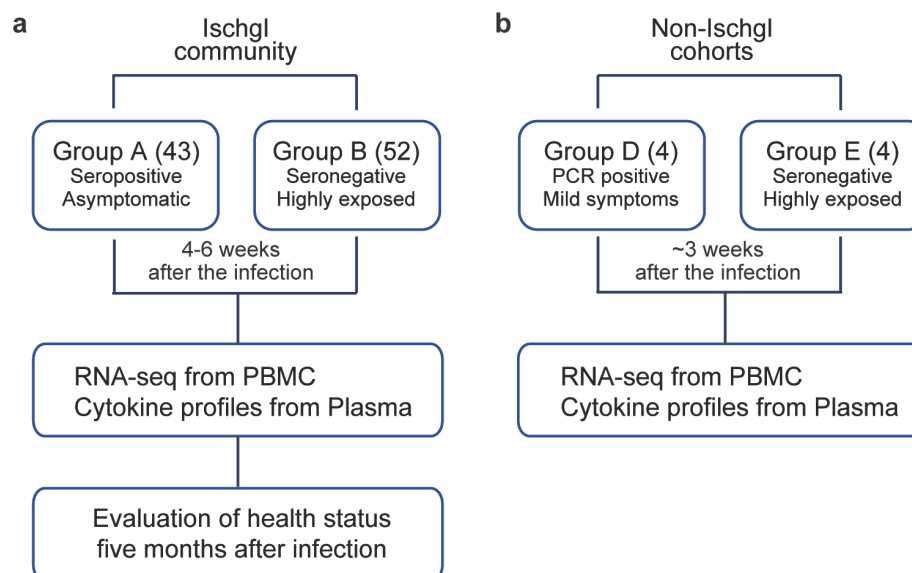 a
Ischgl
community
Group A (43)
Seropositive
Asymptomatic
Group B (52)
Seronegative
Highly exposed
4-6 weeks
after the infection
RNA-seq from PBMC
Cytokine profiles from Plasma
Evaluation of health status
five months after infection
b
Non-Ischgl
cohorts
Group D (4)
PCR positive
Mild symptoms
Group E (4)
Seronegative
Highly exposed
~3 weeks
after the infection
RNA-seq from PBMC
Cytokine profiles from Plasma